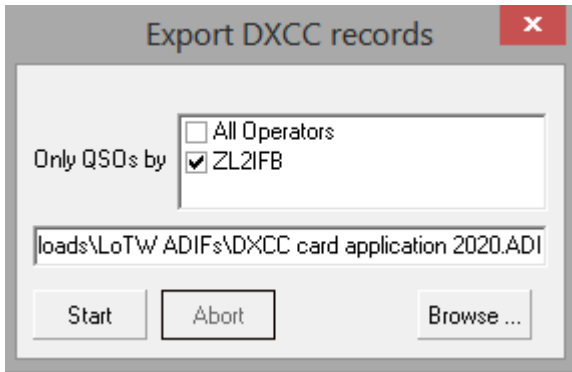 Export DXCC records
All Operators
Only QSOs by
ZL2IFB
loads\LoTW ADIFs\DXCC card application 2020.ADI
Start
Abort
Browse ...